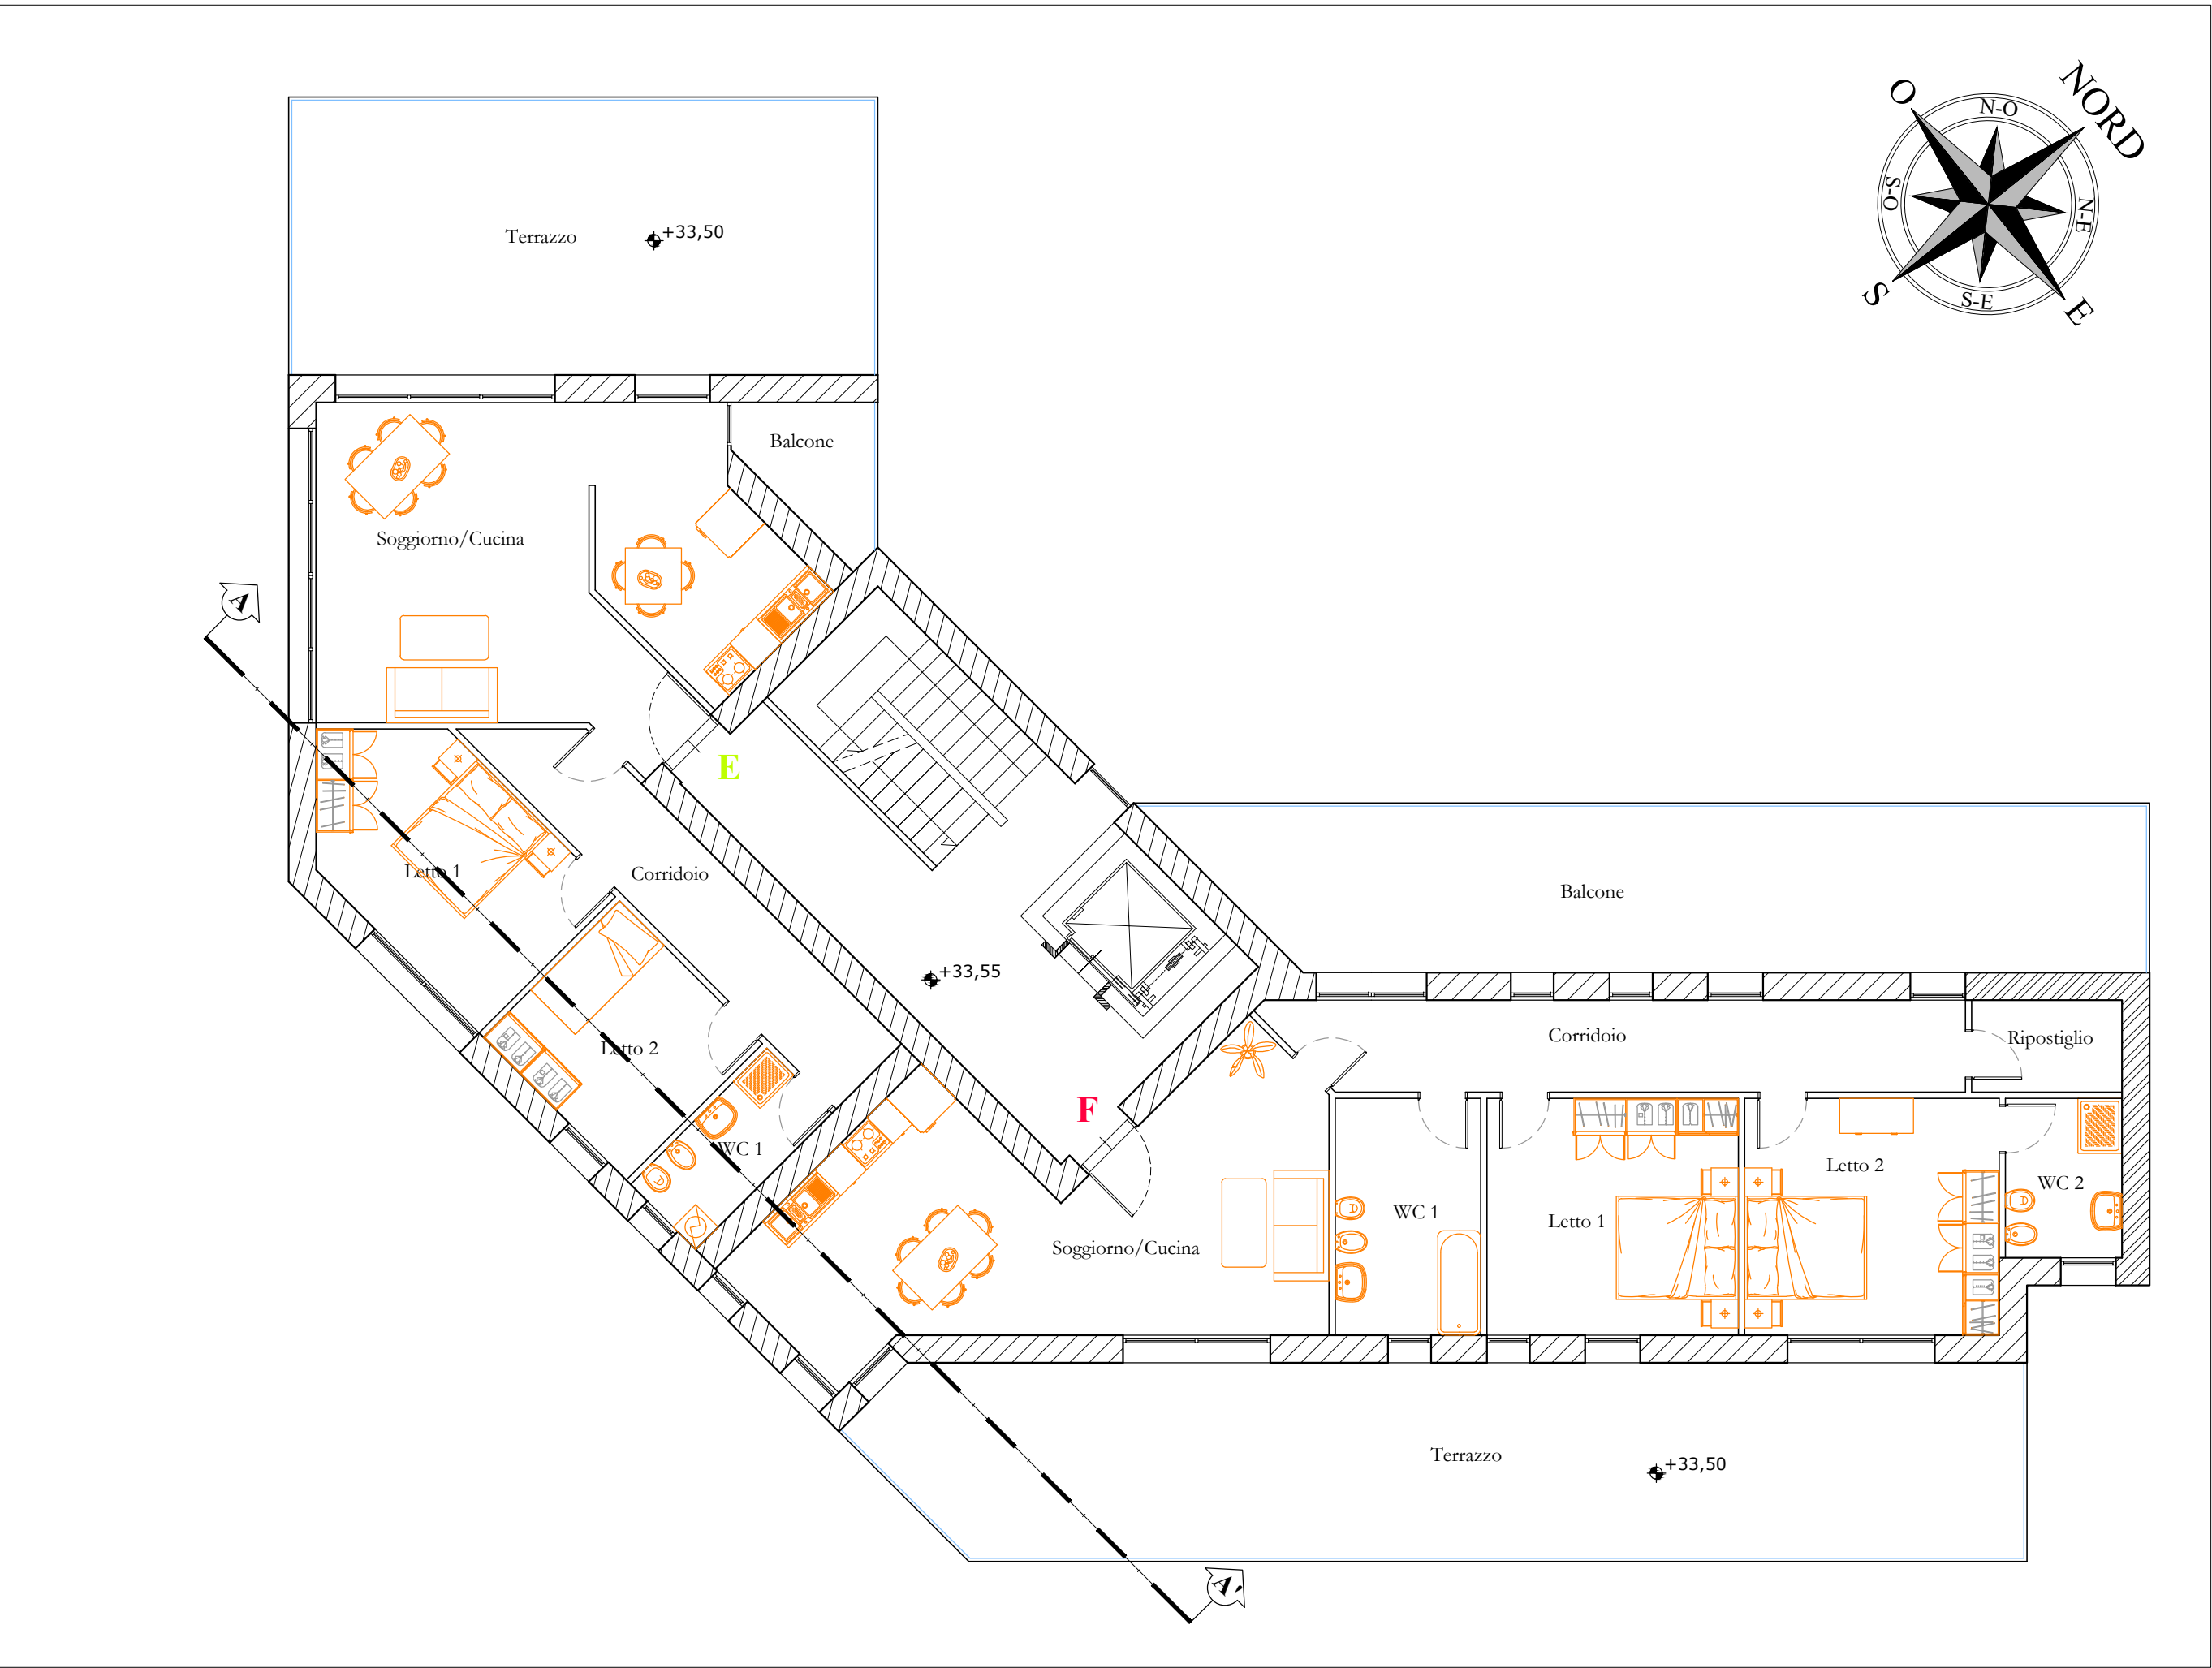 NORD
O
N-O
S-O
N-E
S-E
S
E
Terrazzo
+33,50
Balcone
Soggiorno/Cucina
A
E
Letto 1
Corridoio
Balcone
+33,55
Letto 2
Corridoio
Ripostiglio
F
WC 1
Letto 2
WC 2
WC 1
Letto 1
Soggiorno/Cucina
Terrazzo
+33,50
A'